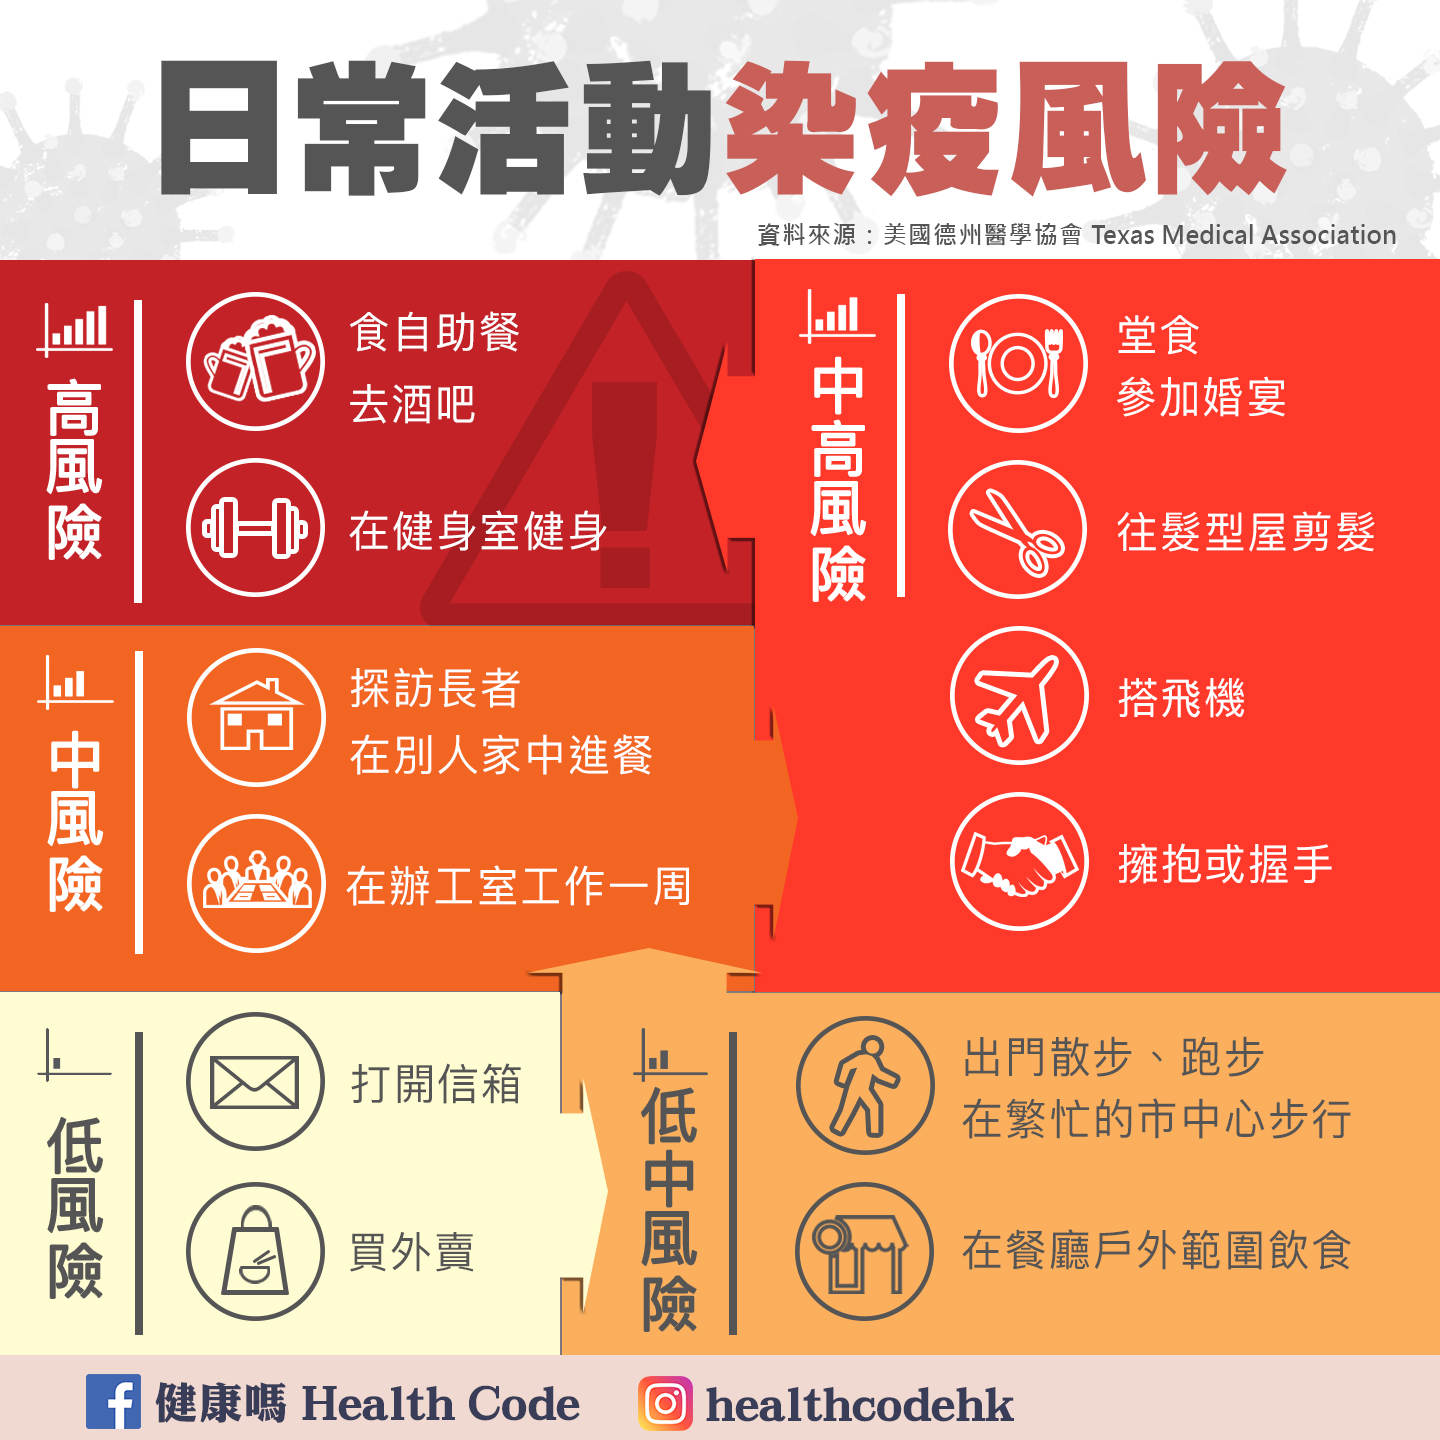 日常活動染疫風險
資料來源：美國德州醫學協會 Texas Medical Association
高風險
食自助餐
去酒吧
在健身室健身
中高風險
堂食
參加婚宴
往髮型屋剪髮
搭飛機
擁抱或握手
中風險
探訪長者
在別人家中進餐
在辦工室工作一周
低風險
打開信箱
買外賣
低中風險
出門散步、跑步
在繁忙的市中心步行
在餐廳戶外範圍飲食
健康嗎 Health Code
healthcodehk